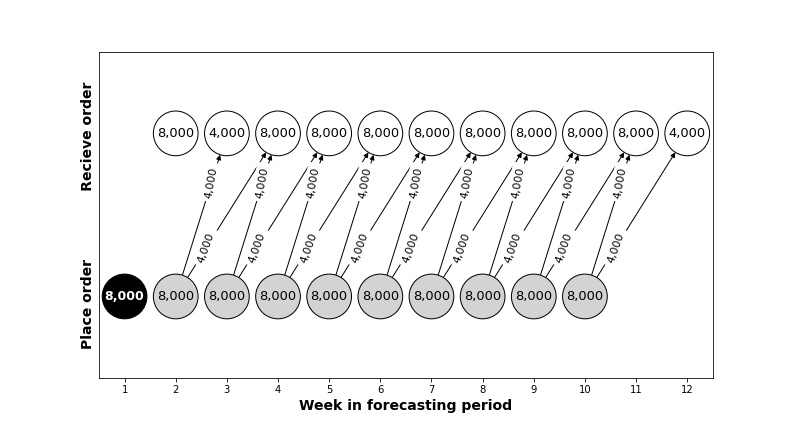 Recieve order
8,000 4,000 8,000 8,000 8,000 8,000 8,000 8,000 8,000 8,000 4,000
4,000 4,000 4,000 4,000 4,000 4,000 4,000 4,000 4,000
4,000 4,000 4,000 4,000 4,000 4,000 4,000 4,000 4,000
Place order
8,000 8,000 8,000 8,000 8,000 8,000 8,000 8,000 8,000 8,000
1 2 3 4 5 6 7 8 9 10 11 12
Week in forecasting period